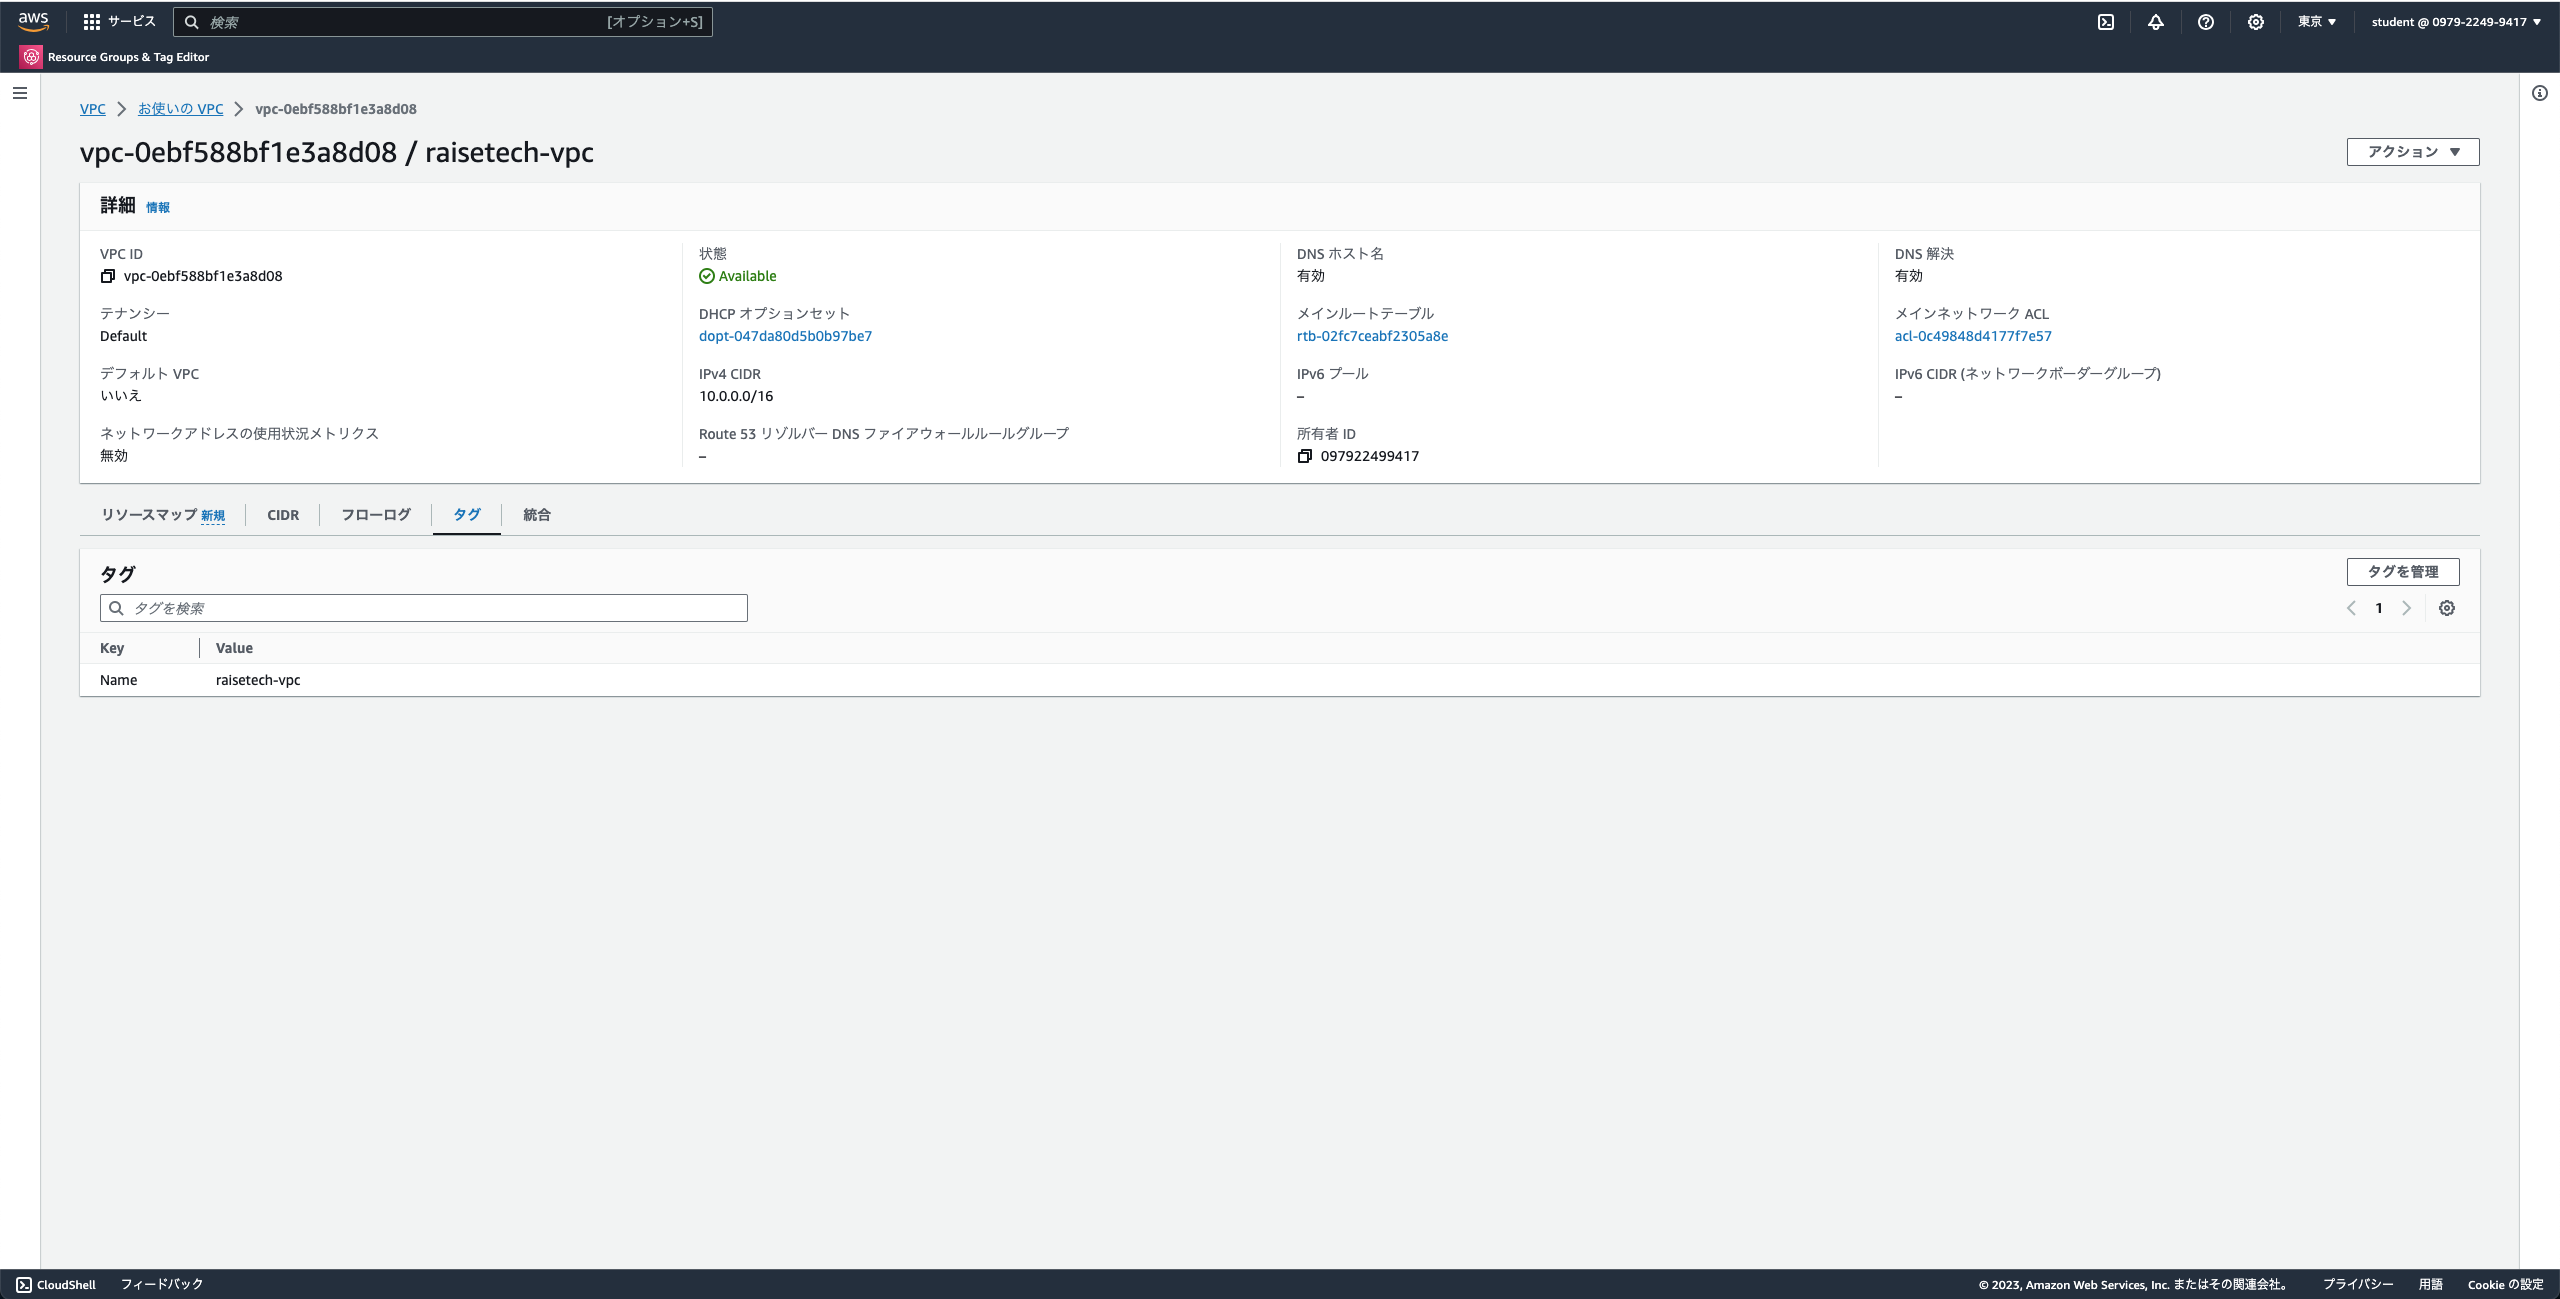 aws サービス 検索 [オプション+S] 東京 ▼ student @ 0979-2249-9417 ▼
Resource Groups & Tag Editor
VPC > お使いの VPC > vpc-0ebf588bf1e3a8d08
vpc-0ebf588bf1e3a8d08 / raisetech-vpc アクション ▼
詳細 情報
VPC ID 状態 DNS ホスト名 DNS 解決
vpc-0ebf588bf1e3a8d08 Available 有効 有効
テナンシー DHCP オプションセット メインルートテーブル メインネットワーク ACL
Default dopt-047da80d5b0b97be7 rtb-02fc7ceabf2305a8e acl-0c49848d4177f7e57
デフォルト VPC IPv4 CIDR IPv6 プール IPv6 CIDR (ネットワークボーダーグループ)
いいえ 10.0.0.0/16 – –
ネットワークアドレスの使用状況メトリクス Route 53 リゾルバー DNS ファイアウォールルールグループ 所有者 ID
無効 – 097922499417
リソースマップ 新規 CIDR フローログ タグ 統合
タグ タグを管理
タグを検索 < 1 >
Key Value
Name raisetech-vpc
CloudShell フィードバック © 2023, Amazon Web Services, Inc. またはその関連会社。 プライバシー 用語 Cookie の設定